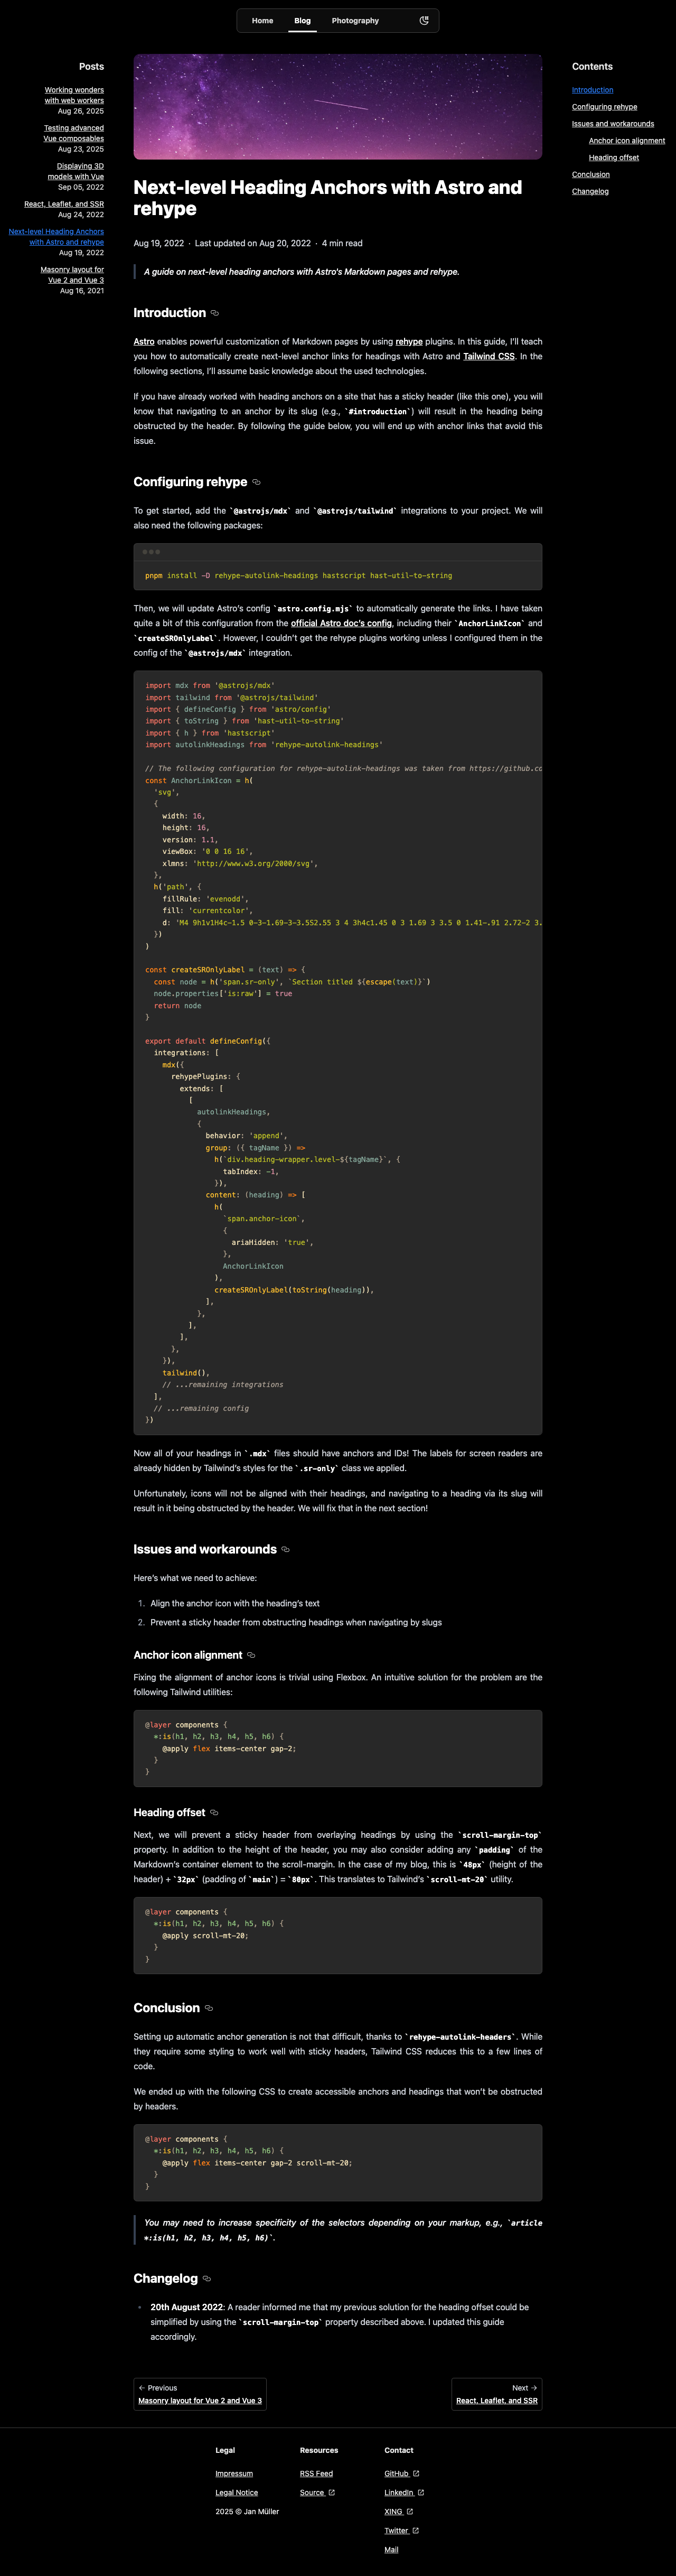 Home
Blog
Photography
Posts
Working wonders
with web workers
Aug 26, 2025
Testing advanced
Vue composables
Aug 23, 2025
Displaying 3D
models with Vue
Sep 05, 2022
React, Leaflet, and SSR
Aug 24, 2022
Next-level Heading Anchors
with Astro and rehype
Aug 19, 2022
Masonry layout for
Vue 2 and Vue 3
Aug 16, 2021
Next-level Heading Anchors with Astro and
rehype
Aug 19, 2022 · Last updated on Aug 20, 2022 · 4 min read
A guide on next-level heading anchors with Astro's Markdown pages and rehype.
Introduction
Astro enables powerful customization of Markdown pages by using rehype plugins. In this guide, I'll teach
you how to automatically create next-level anchor links for headings with Astro and Tailwind CSS. In the
following sections, I'll assume basic knowledge about the used technologies.
If you have already worked with heading anchors on a site that has a sticky header (like this one), you will
know that navigating to an anchor by its slug (e.g., `#introduction`) will result in the heading being
obstructed by the header. By following the guide below, you will end up with anchor links that avoid this
issue.
Configuring rehype
To get started, add the `@astrojs/mdx` and `@astrojs/tailwind` integrations to your project. We will
also need the following packages:
pnpm install -D rehype-autolink-headings hastscript hast-util-to-string
Then, we will update Astro's config `astro.config.mjs` to automatically generate the links. I have taken
quite a bit of this configuration from the official Astro doc's config, including their `AnchorLinkIcon` and
`createSROnlyLabel`. However, I couldn't get the rehype plugins working unless I configured them in the
config of the `@astrojs/mdx` integration.
import mdx from '@astrojs/mdx'
import tailwind from '@astrojs/tailwind'
import { defineConfig } from 'astro/config'
import { toString } from 'hast-util-to-string'
import { h } from 'hastscript'
import autolinkHeadings from 'rehype-autolink-headings'
// The following configuration for rehype-autolink-headings was taken from https://github.co
const AnchorLinkIcon = h(
'svg',
{
width: 16,
height: 16,
version: 1.1,
viewBox: '0 0 16 16',
xlmns: 'http://www.w3.org/2000/svg',
},
h('path', {
fillRule: 'evenodd',
fill: 'currentcolor',
d: 'M4 9h1v1H4c-1.5 0-3-1.69-3-3.5S2.55 3 4 3h4c1.45 0 3 1.69 3 3.5 0 1.41-.91 2.72-2 3.
})
)
const createSROnlyLabel = (text) => {
const node = h('span.sr-only', `Section titled ${escape(text)}`)
node.properties['is:raw'] = true
return node
}
export default defineConfig({
integrations: [
mdx({
rehypePlugins: {
extends: [
[
autolinkHeadings,
{
behavior: 'append',
group: ({ tagName }) =>
h(`div.heading-wrapper.level-${tagName}`, {
tabIndex: -1,
}),
content: (heading) => [
h(
`span.anchor-icon`,
{
ariaHidden: 'true',
},
AnchorLinkIcon
),
createSROnlyLabel(toString(heading)),
],
},
],
],
},
}),
tailwind(),
// ...remaining integrations
],
// ...remaining config
})
Now all of your headings in `.mdx` files should have anchors and IDs! The labels for screen readers are
already hidden by Tailwind's styles for the `.sr-only` class we applied.
Unfortunately, icons will not be aligned with their headings, and navigating to a heading via its slug will
result in it being obstructed by the header. We will fix that in the next section!
Issues and workarounds
Here's what we need to achieve:
1. Align the anchor icon with the heading's text
2. Prevent a sticky header from obstructing headings when navigating by slugs
Anchor icon alignment
Fixing the alignment of anchor icons is trivial using Flexbox. An intuitive solution for the problem are the
following Tailwind utilities:
@layer components {
*:is(h1, h2, h3, h4, h5, h6) {
@apply flex items-center gap-2;
}
}
Heading offset
Next, we will prevent a sticky header from overlaying headings by using the `scroll-margin-top`
property. In addition to the height of the header, you may also consider adding any `padding` of the
Markdown's container element to the scroll-margin. In the case of my blog, this is `48px` (height of the
header) + `32px` (padding of `main`) = `80px`. This translates to Tailwind's `scroll-mt-20` utility.
@layer components {
*:is(h1, h2, h3, h4, h5, h6) {
@apply scroll-mt-20;
}
}
Conclusion
Setting up automatic anchor generation is not that difficult, thanks to `rehype-autolink-headers`. While
they require some styling to work well with sticky headers, Tailwind CSS reduces this to a few lines of
code.
We ended up with the following CSS to create accessible anchors and headings that won't be obstructed
by headers.
@layer components {
*:is(h1, h2, h3, h4, h5, h6) {
@apply flex items-center gap-2 scroll-mt-20;
}
}
You may need to increase specificity of the selectors depending on your markup, e.g., `article
*:is(h1, h2, h3, h4, h5, h6)`.
Changelog
• 20th August 2022: A reader informed me that my previous solution for the heading offset could be
simplified by using the `scroll-margin-top` property described above. I updated this guide
accordingly.
← Previous
Masonry layout for Vue 2 and Vue 3
Next →
React, Leaflet, and SSR
Contents
Introduction
Configuring rehype
Issues and workarounds
Anchor icon alignment
Heading offset
Conclusion
Changelog
Legal
Impressum
Legal Notice
2025 © Jan Müller
Resources
RSS Feed
Source
Contact
GitHub
LinkedIn
XING
Twitter
Mail